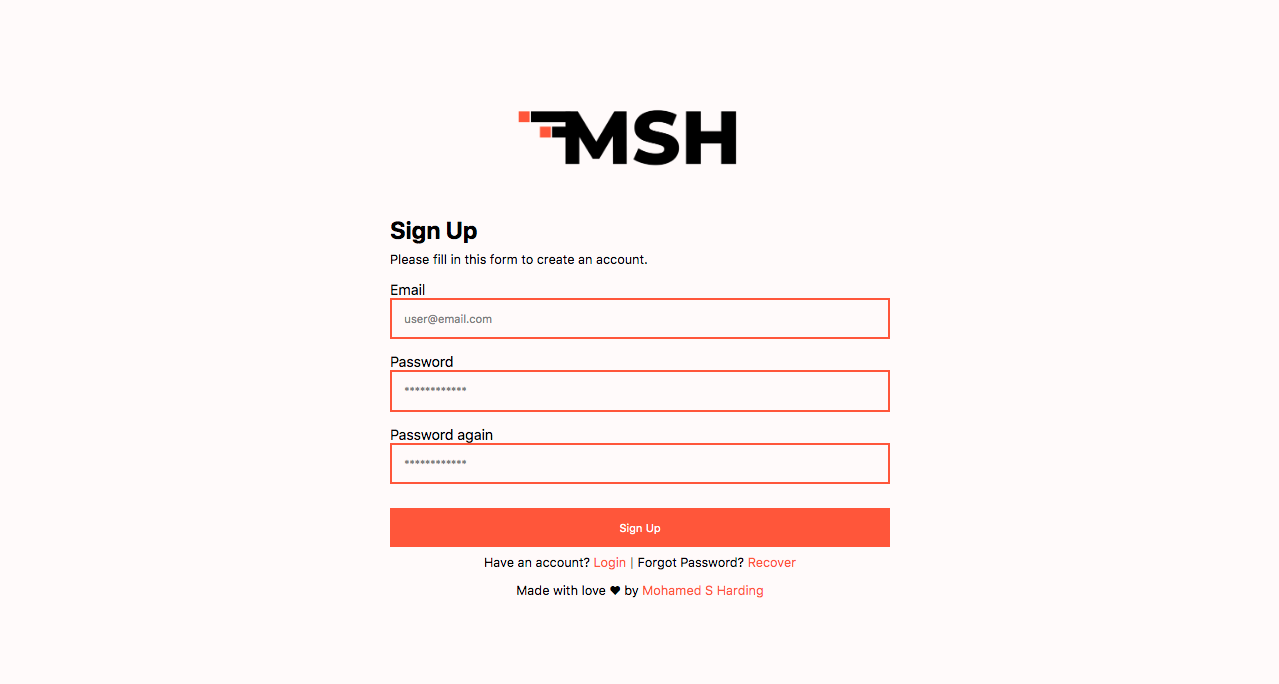 MSH
Sign Up
Please fill in this form to create an account.
Email
user@email.com
Password
************
Password again
************
Sign Up
Have an account? Login | Forgot Password? Recover
Made with love ♥ by Mohamed S Harding